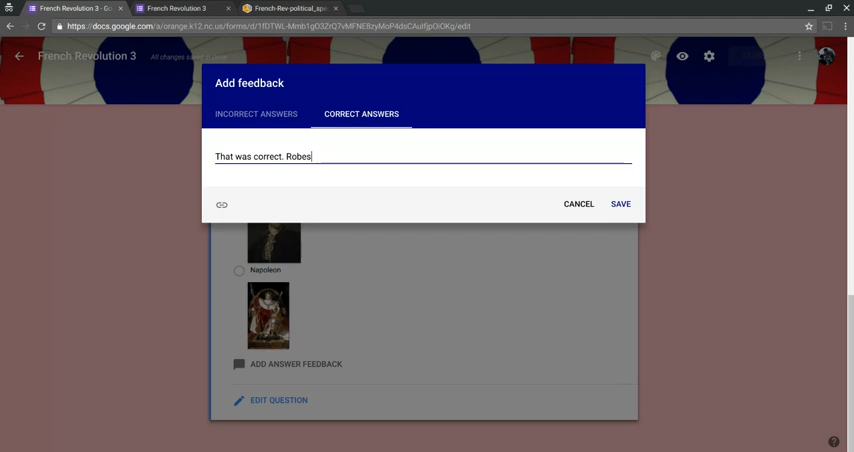 French Revolution 3 - Go
French Revolution 3
French-Rev-political_spe
https://docs.google.com/a/orange.k12.nc.us/forms/d/1fDTWL-Mmb1gO3ZrQ7vMFNE8zyMoP4dsCAuIfjpOiOKg/edit
French Revolution 3
All changes saved in Drive
Add feedback
INCORRECT ANSWERS
CORRECT ANSWERS
That was correct. Robes
CANCEL
SAVE
Napoleon
ADD ANSWER FEEDBACK
EDIT QUESTION